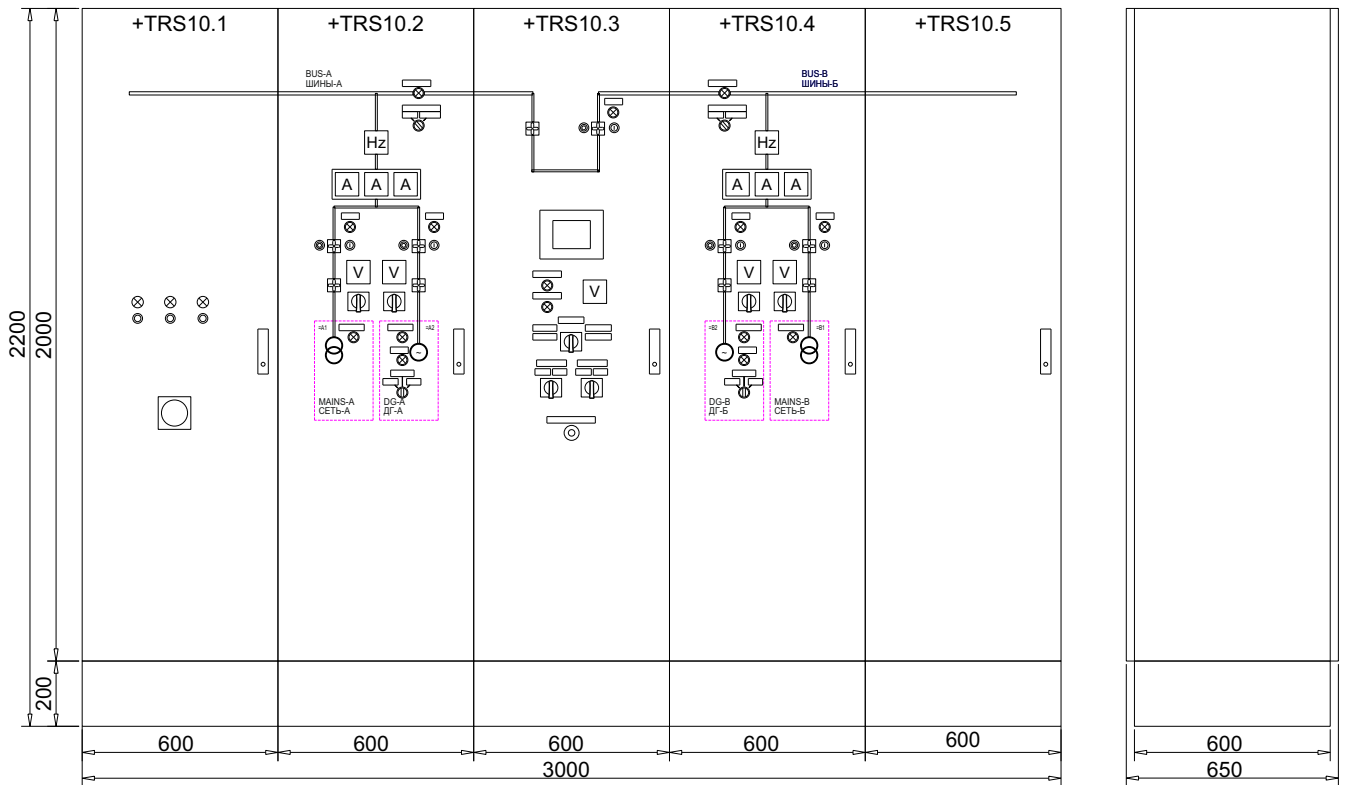 +TRS10.1
+TRS10.2
+TRS10.3
+TRS10.4
+TRS10.5
BUS-A
ШИНЫ-А
BUS-B
ШИНЫ-Б
Hz
Hz
A A A
A A A
V V
V
V V
=A1
=A2
=B2
=B1
MAINS-A
СЕТЬ-А
DG-A
ДГ-А
DG-B
ДГ-Б
MAINS-B
СЕТЬ-Б
2200
2000
200
600
600
600
600
600
3000
600
650